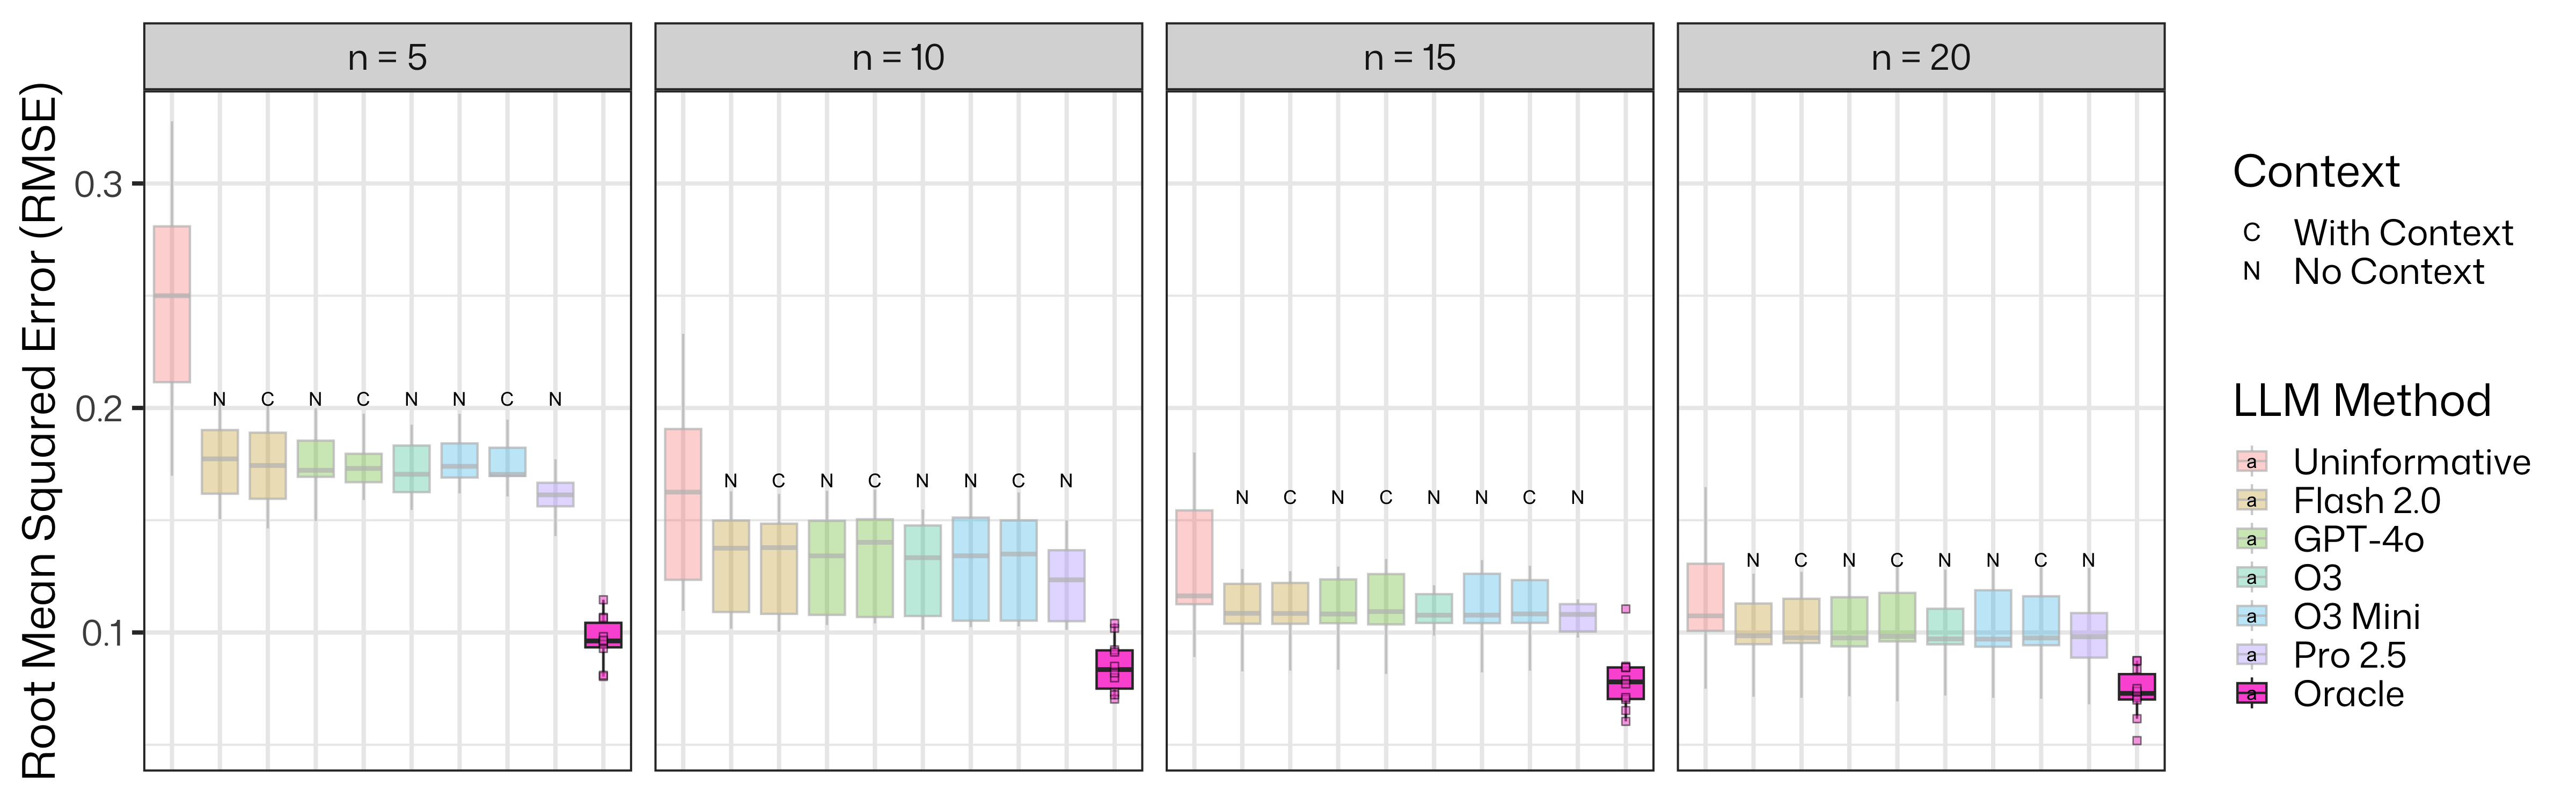 n = 5
n = 10
n = 15
n = 20
Root Mean Squared Error (RMSE)
0.3
0.2
0.1
N C N C N N C N
N C N C N N C N
N C N C N N C N
N C N C N N C N
Context
C With Context
N No Context
LLM Method
a Uninformative
a Flash 2.0
a GPT-4o
a O3
a O3 Mini
a Pro 2.5
a Oracle